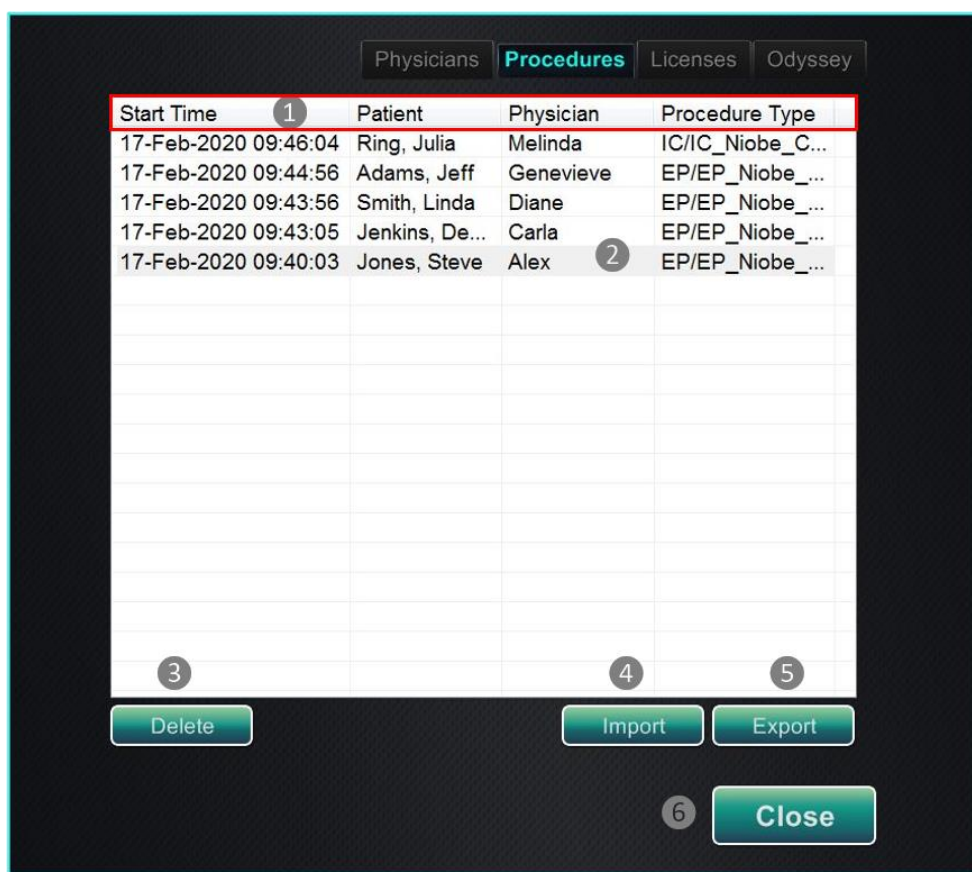 Physicians Procedures Licenses Odyssey
Start Time 1 Patient Physician Procedure Type
17-Feb-2020 09:46:04 Ring, Julia Melinda IC/IC_Niobe_C...
17-Feb-2020 09:44:56 Adams, Jeff Genevieve EP/EP_Niobe_...
17-Feb-2020 09:43:56 Smith, Linda Diane EP/EP_Niobe_...
17-Feb-2020 09:43:05 Jenkins, De... Carla EP/EP_Niobe_...
17-Feb-2020 09:40:03 Jones, Steve Alex 2 EP/EP_Niobe_...
3 4 5
Delete Import Export
6 Close